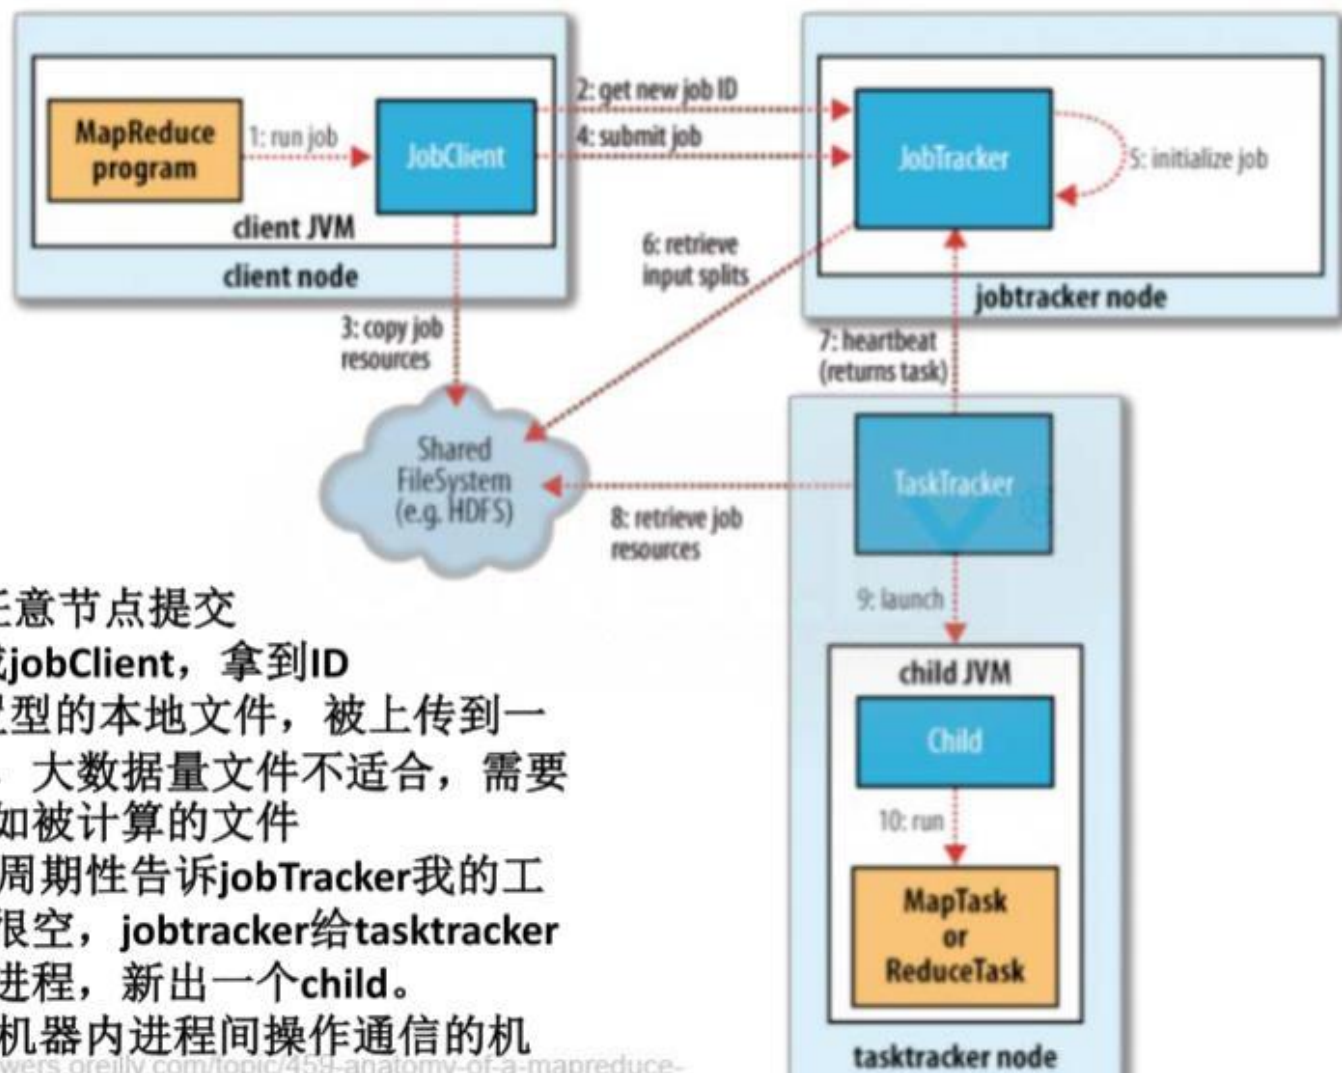 MapReduce
program
1: run job
JobClient
client JVM
client node
2: get new job ID
4: submit job
JobTracker
5: initialize job
jobtracker node
3: copy job
resources
6: retrieve
input splits
7: heartbeat
(returns task)
Shared
FileSystem
(e.g. HDFS)
8: retrieve job
resources
TaskTracker
9: launch
child JVM
Child
10: run
MapTask
or
ReduceTask
tasktracker node
意节点提交
jobClient，拿到ID
型的本地文件，被上传到一
大数据量文件不适合，需要
如被计算的文件
周期性告诉jobTracker我的工
很空，jobtracker给tasktracker
进程，新出一个child。
机器内进程间操作通信的机
wers.oreilly.com/topic/459-anatomy-of-a-mapreduce-